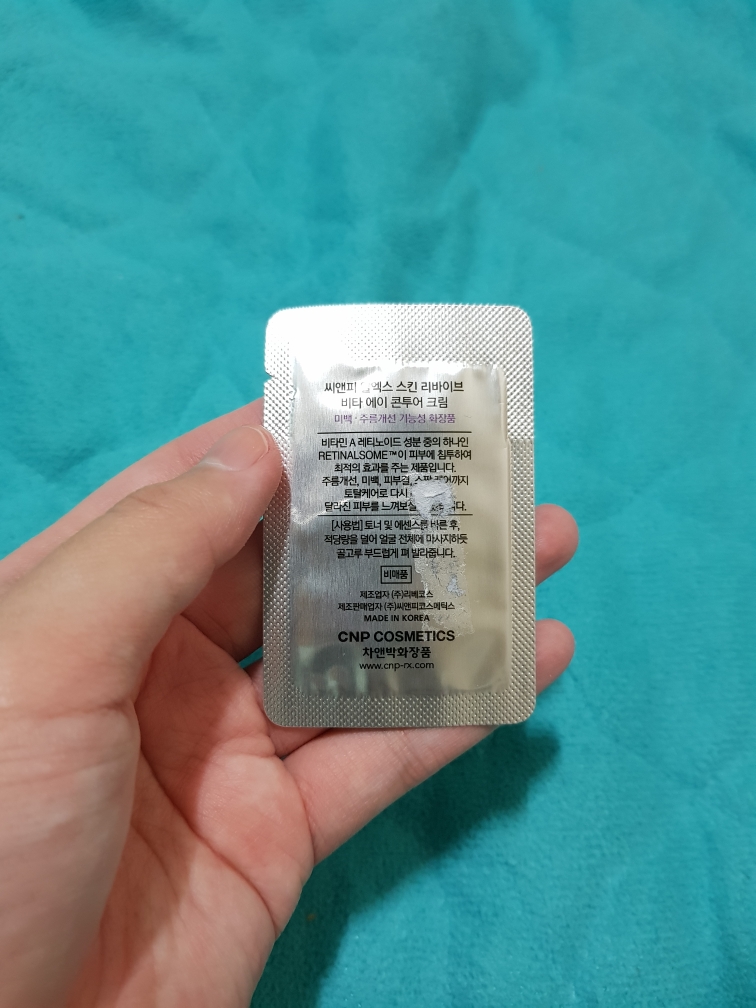 씨앤피 스킨 리바이브
비타 에이 콘투어 크림
미백·주름개선 기능성 화장품
비타민 A 레티노이드 성분 중의 하나인
RETINALSOME™이 피부에 침투하여
최적의 효과를 주는 제품입니다.
주름개선, 미백, 피부결,
토탈케어로 다시
달라진 피부를
[사용법] 토너 및 에센스를 바른 후,
적당량을 덜어 얼굴 전체에 마사지하듯
골고루 부드럽게 펴 발라줍니다.
비매품
제조업자 (주)리베코스
제조판매업자 (주)씨앤피코스메틱스
MADE IN KOREA
CNP COSMETICS
차앤박화장품
www.cnp-rx.com